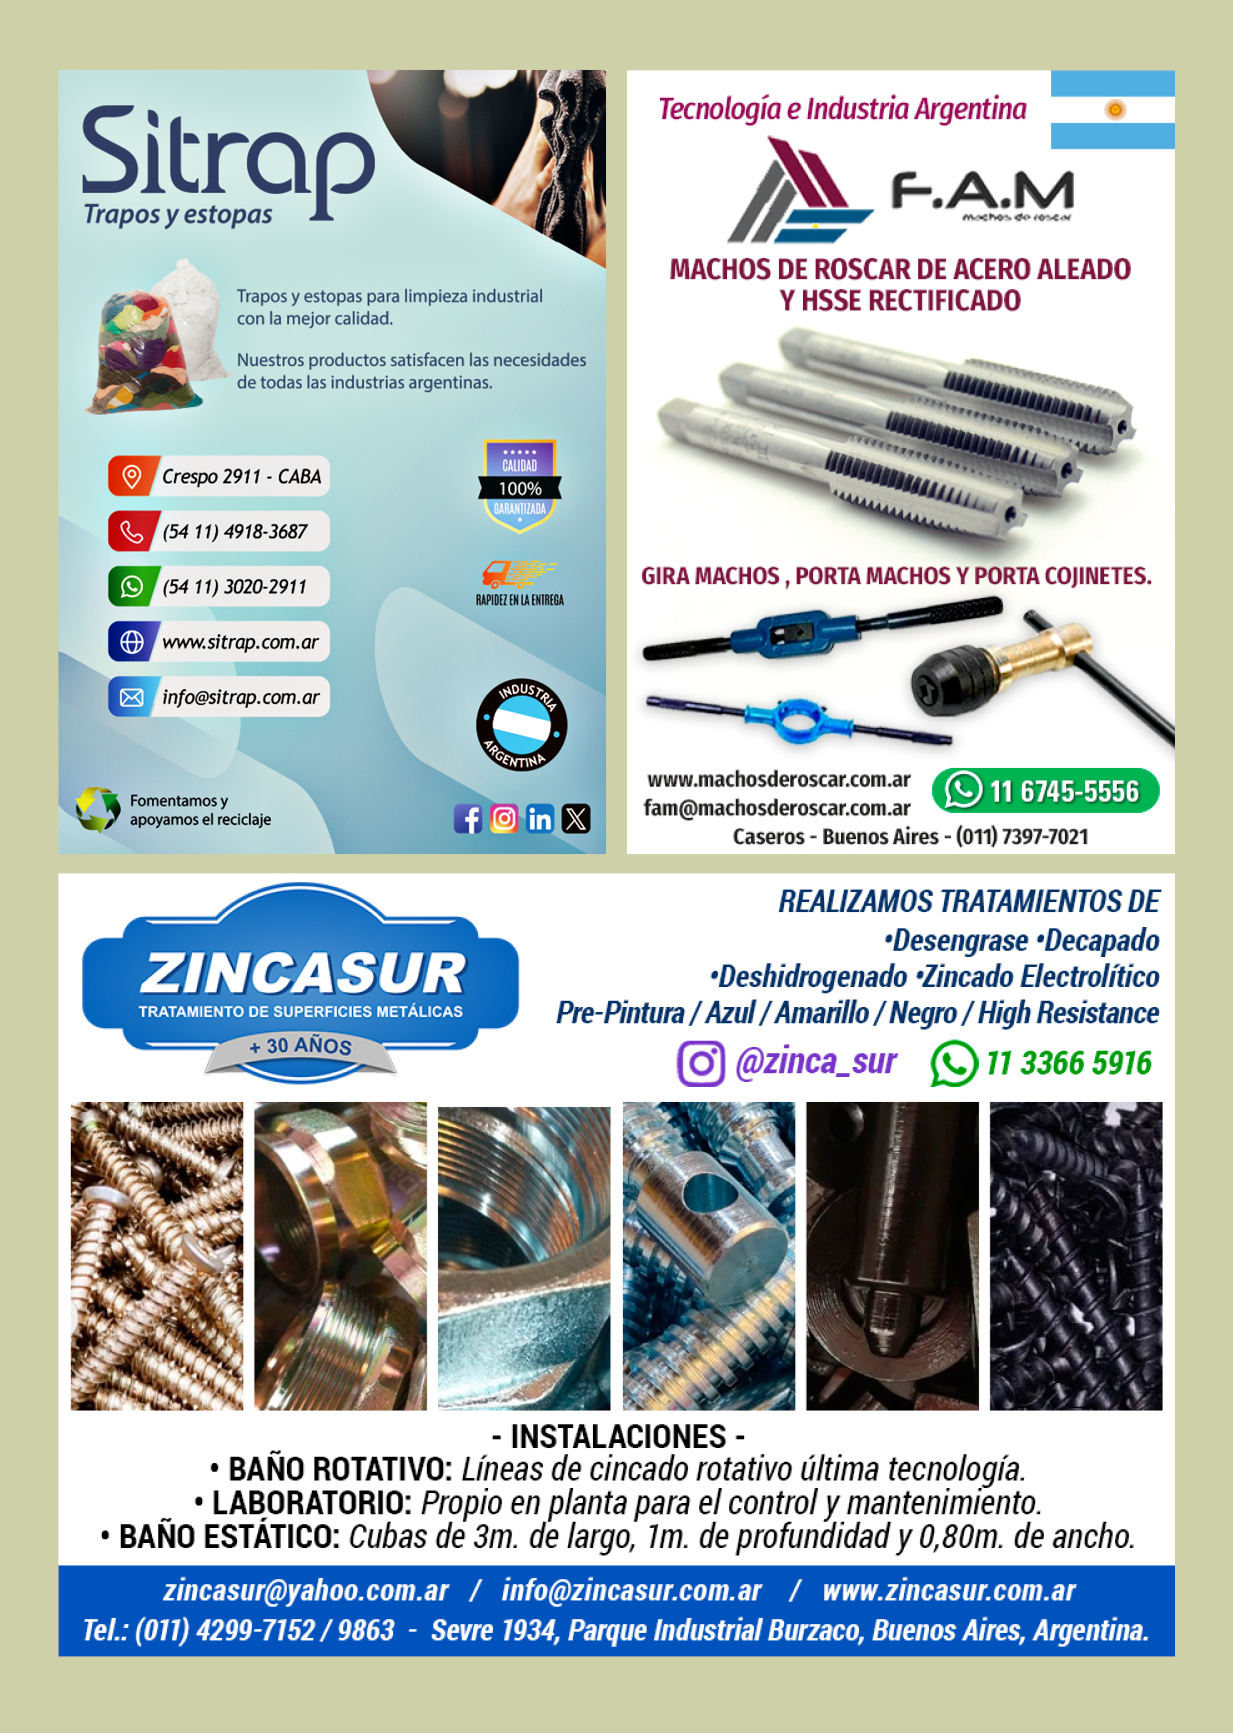 Sitrap
Trapos y estopas
Trapos y estopas para limpieza industrial
con la mejor calidad.
Nuestros productos satisfacen las necesidades
de todas las industrias argentinas.
Crespo 2911 - CABA
(54 11) 4918-3687
(54 11) 3020-2911
www.sitrap.com.ar
info@sitrap.com.ar
CALIDAD
100%
GARANTIZADA
RAPIDEZ EN LA ENTREGA
INDUSTRIA
ARGENTINA
Fomentamos y
apoyamos el reciclaje
Tecnología e Industria Argentina
F.A.M
machos de roscar
MACHOS DE ROSCAR DE ACERO ALEADO
Y HSSE RECTIFICADO
GIRA MACHOS , PORTA MACHOS Y PORTA COJINETES.
www.machosderoscar.com.ar
fam@machosderoscar.com.ar
11 6745-5556
Caseros - Buenos Aires - (011) 7397-7021
ZINCASUR
TRATAMIENTO DE SUPERFICIES METÁLICAS
+ 30 AÑOS
REALIZAMOS TRATAMIENTOS DE
•Desengrase •Decapado
•Deshidrogenado •Zincado Electrolítico
Pre-Pintura / Azul / Amarillo / Negro / High Resistance
@zinca_sur 11 3366 5916
- INSTALACIONES -
• BAÑO ROTATIVO: Líneas de cincado rotativo última tecnología.
• LABORATORIO: Propio en planta para el control y mantenimiento.
• BAÑO ESTÁTICO: Cubas de 3m. de largo, 1m. de profundidad y 0,80m. de ancho.
zincasur@yahoo.com.ar / info@zincasur.com.ar / www.zincasur.com.ar
Tel.: (011) 4299-7152 / 9863 - Sevre 1934, Parque Industrial Burzaco, Buenos Aires, Argentina.